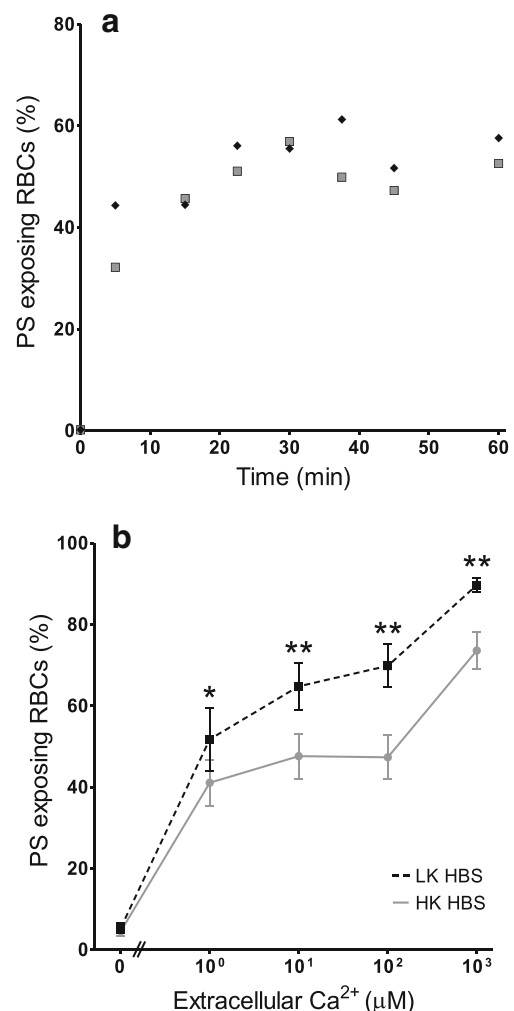 a
80
60
40
20
0
PS exposing RBCs (%)
0 10 20 30 40 50 60
Time (min)
b
100
80
60
40
20
0
PS exposing RBCs (%)
*
**
**
**
LK HBS
HK HBS
0 10⁰ 10¹ 10² 10³
Extracellular Ca²⁺ (µM)